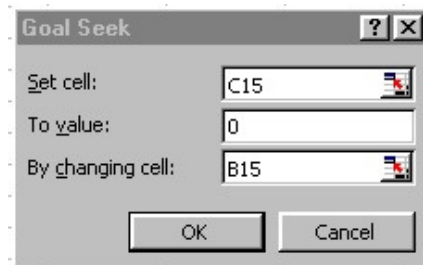 Goal Seek ? X
Set cell: C15
To value: 0
By changing cell: B15
OK Cancel